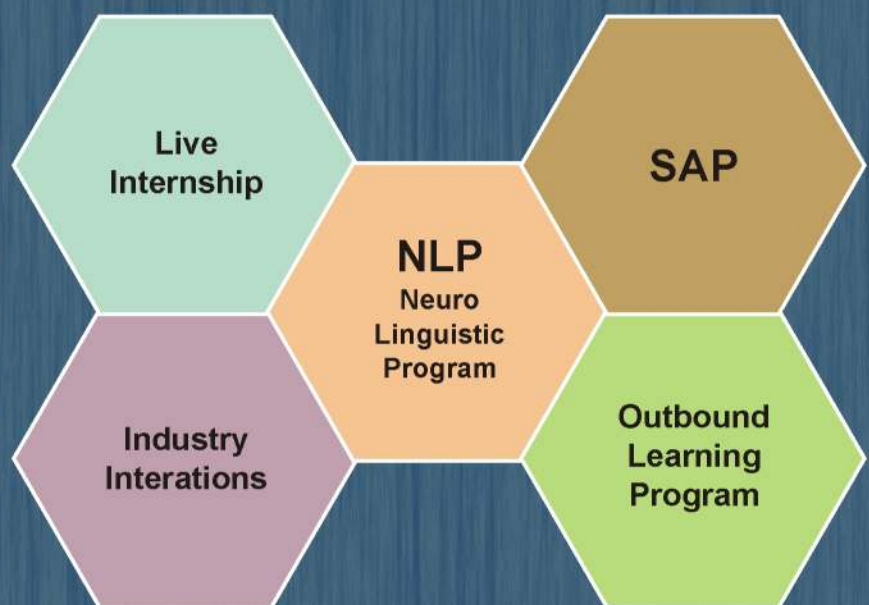 Live
Internship
SAP
NLP
Neuro
Linguistic
Program
Industry
Interations
Outbound
Learning
Program